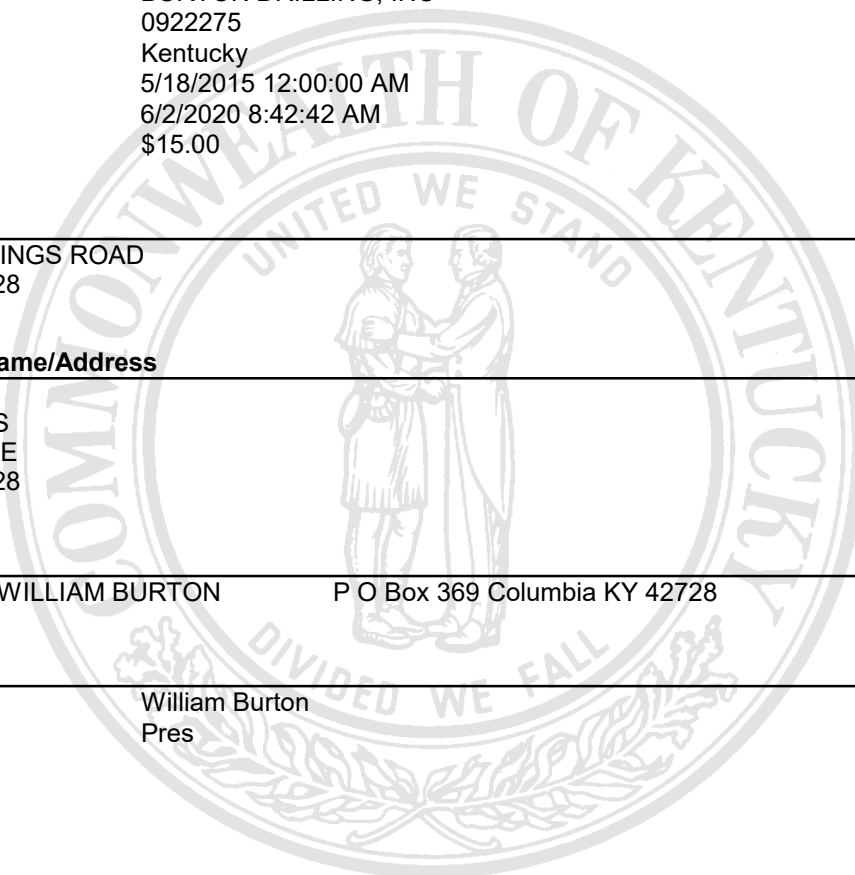 0922275
Kentucky
5/18/2015 12:00:00 AM
6/2/2020 8:42:42 AM
$15.00
COMMONWEALTH OF KENTUCKY
UNITED WE STAND
INGS ROAD
28
ame/Address
S
E
28
WILLIAM BURTON P O Box 369 Columbia KY 42728
DIVIDED WE FALL
William Burton
Pres